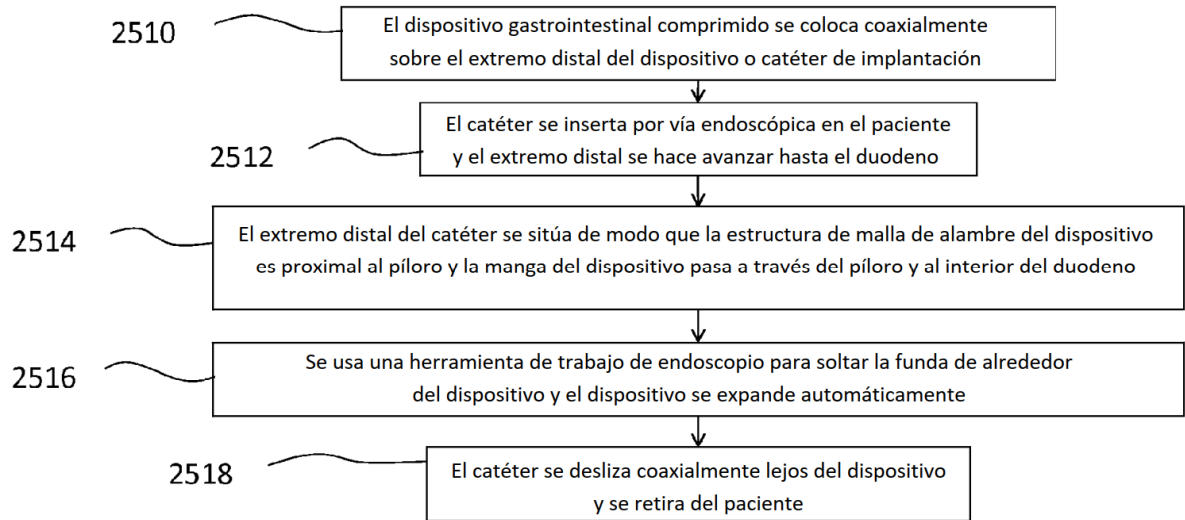 2510
El dispositivo gastrointestinal comprimido se coloca coaxialmente
sobre el extremo distal del dispositivo o catéter de implantación
2512
El catéter se inserta por vía endoscópica en el paciente
y el extremo distal se hace avanzar hasta el duodeno
2514
El extremo distal del catéter se sitúa de modo que la estructura de malla de alambre del dispositivo
es proximal al píloro y la manga del dispositivo pasa a través del píloro y al interior del duodeno
2516
Se usa una herramienta de trabajo de endoscopio para soltar la funda de alrededor
del dispositivo y el dispositivo se expande automáticamente
2518
El catéter se desliza coaxialmente lejos del dispositivo
y se retira del paciente